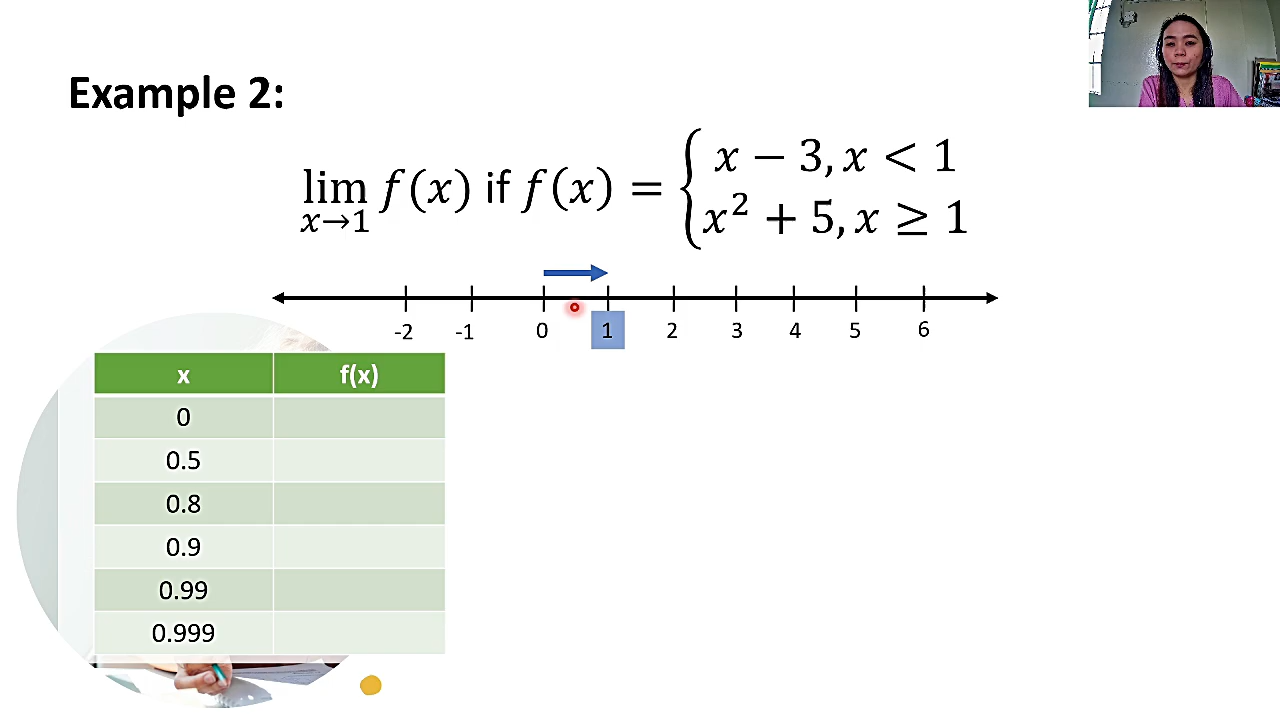 Example 2:
lim f(x) if f(x) = { x − 3, x < 1
x→1
x² + 5, x ≥ 1
-2 -1 0 1 2 3 4 5 6
x f(x)
0
0.5
0.8
0.9
0.99
0.999